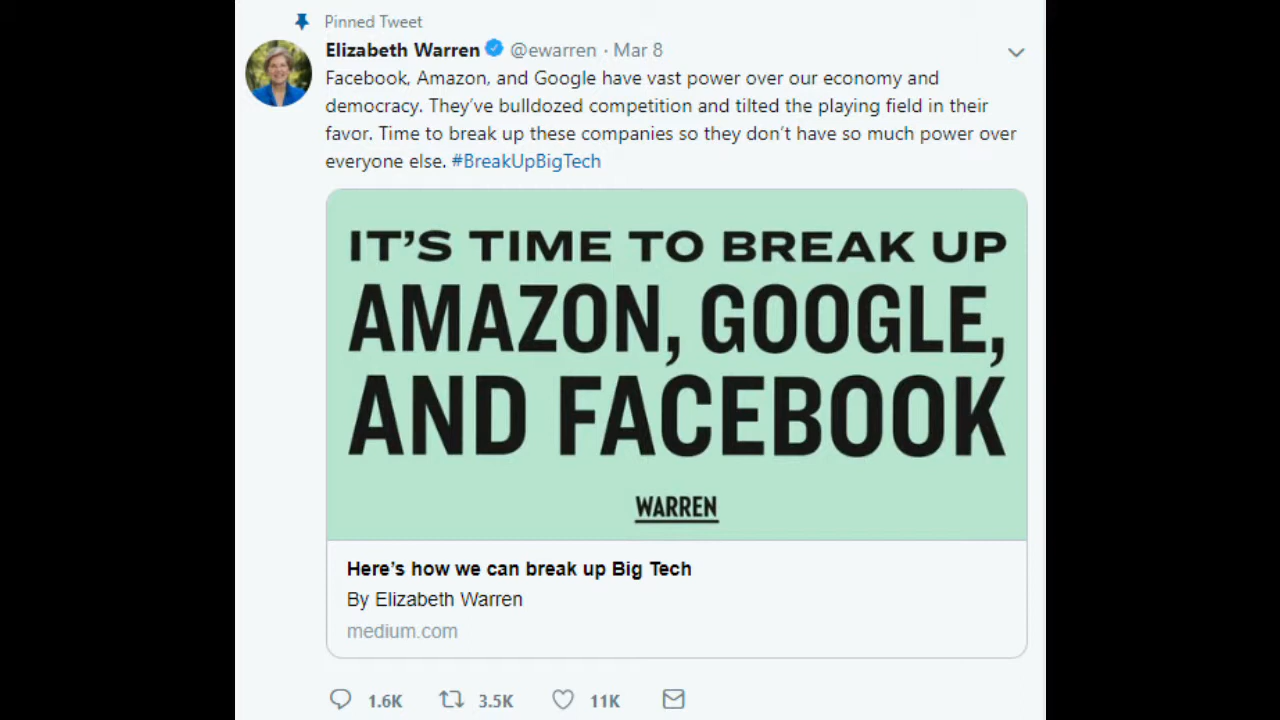 Pinned Tweet
Elizabeth Warren @ewarren · Mar 8
Facebook, Amazon, and Google have vast power over our economy and
democracy. They've bulldozed competition and tilted the playing field in their
favor. Time to break up these companies so they don't have so much power over
everyone else. #BreakUpBigTech
IT'S TIME TO BREAK UP
AMAZON, GOOGLE,
AND FACEBOOK
WARREN
Here's how we can break up Big Tech
By Elizabeth Warren
medium.com
1.6K 3.5K 11K